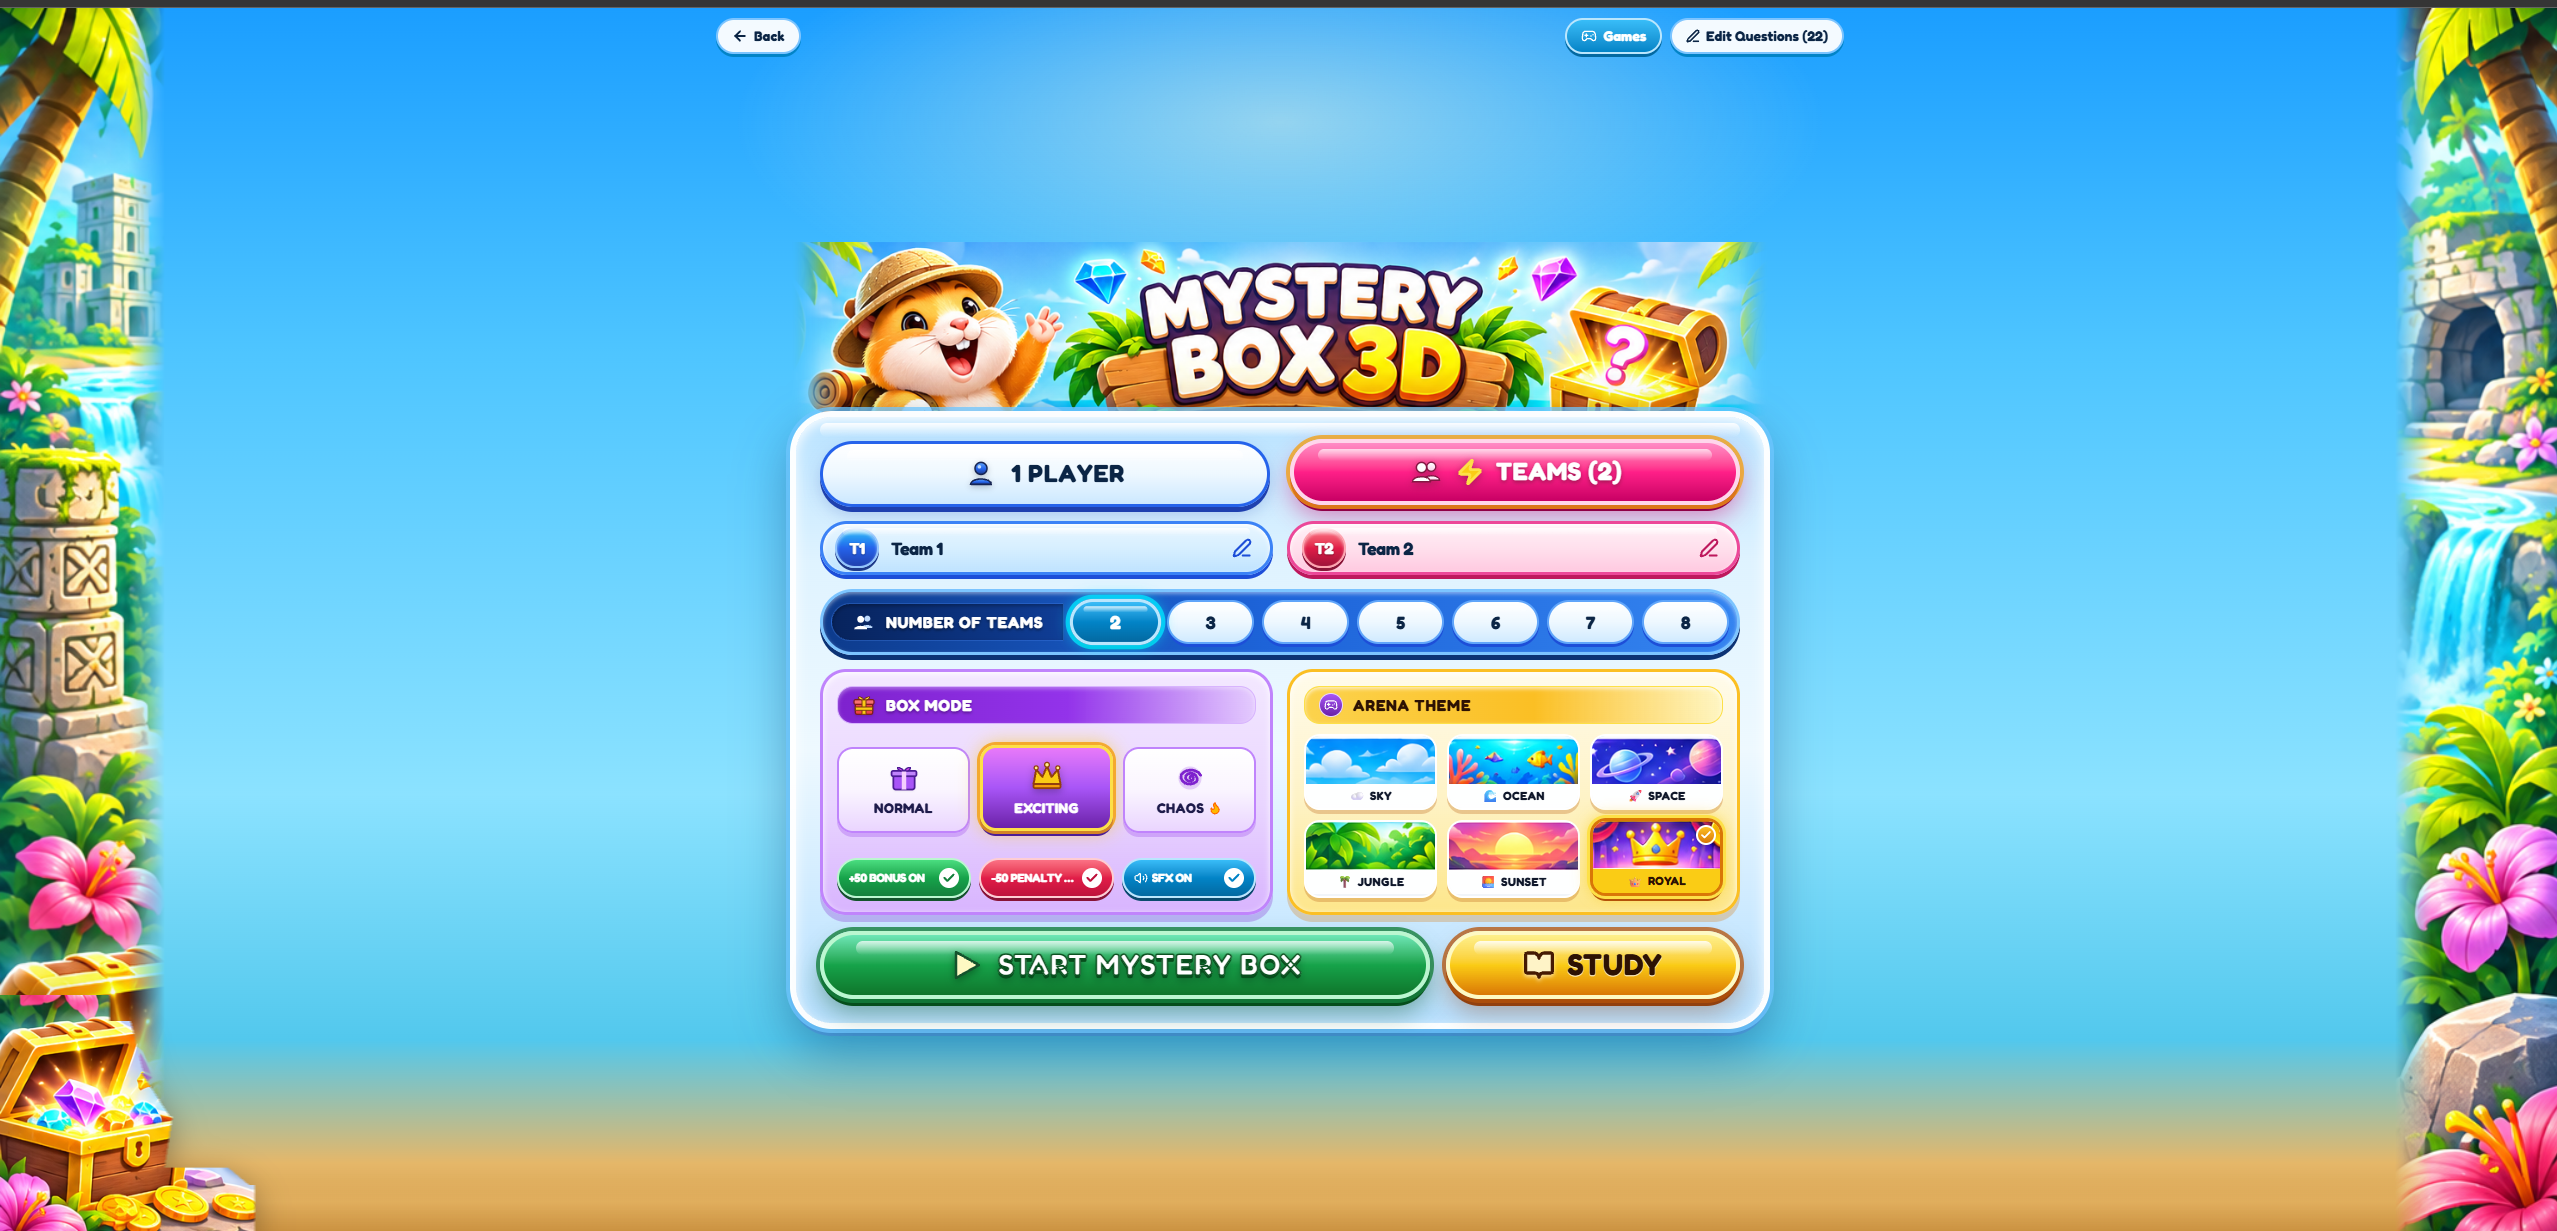 Back
Games
Edit Questions (22)
MYSTERY
BOX 3D
?
1 PLAYER
TEAMS (2)
T1 Team 1
T2 Team 2
NUMBER OF TEAMS 2 3 4 5 6 7 8
BOX MODE
NORMAL
EXCITING
CHAOS
+50 BONUS ON
-50 PENALTY ...
SFX ON
ARENA THEME
SKY
OCEAN
SPACE
JUNGLE
SUNSET
ROYAL
START MYSTERY BOX
STUDY